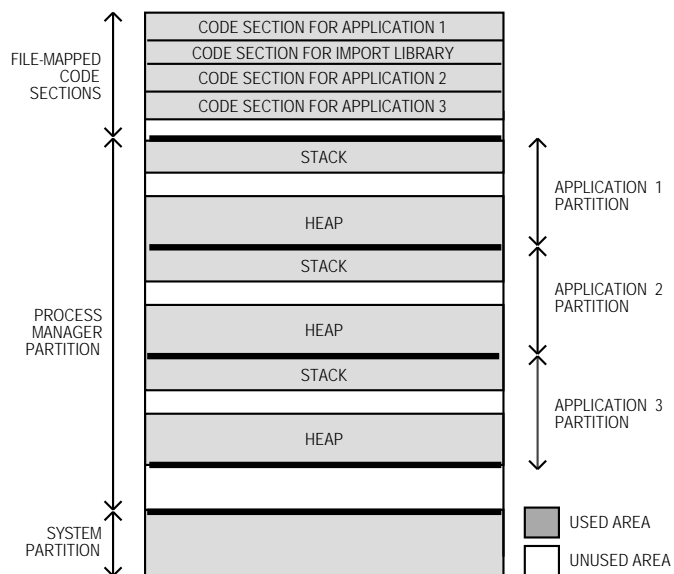 FILE-MAPPED
CODE
SECTIONS
CODE SECTION FOR APPLICATION 1
CODE SECTION FOR IMPORT LIBRARY
CODE SECTION FOR APPLICATION 2
CODE SECTION FOR APPLICATION 3
PROCESS
MANAGER
PARTITION
STACK
HEAP
APPLICATION 1
PARTITION
STACK
HEAP
APPLICATION 2
PARTITION
STACK
HEAP
APPLICATION 3
PARTITION
SYSTEM
PARTITION
USED AREA
UNUSED AREA